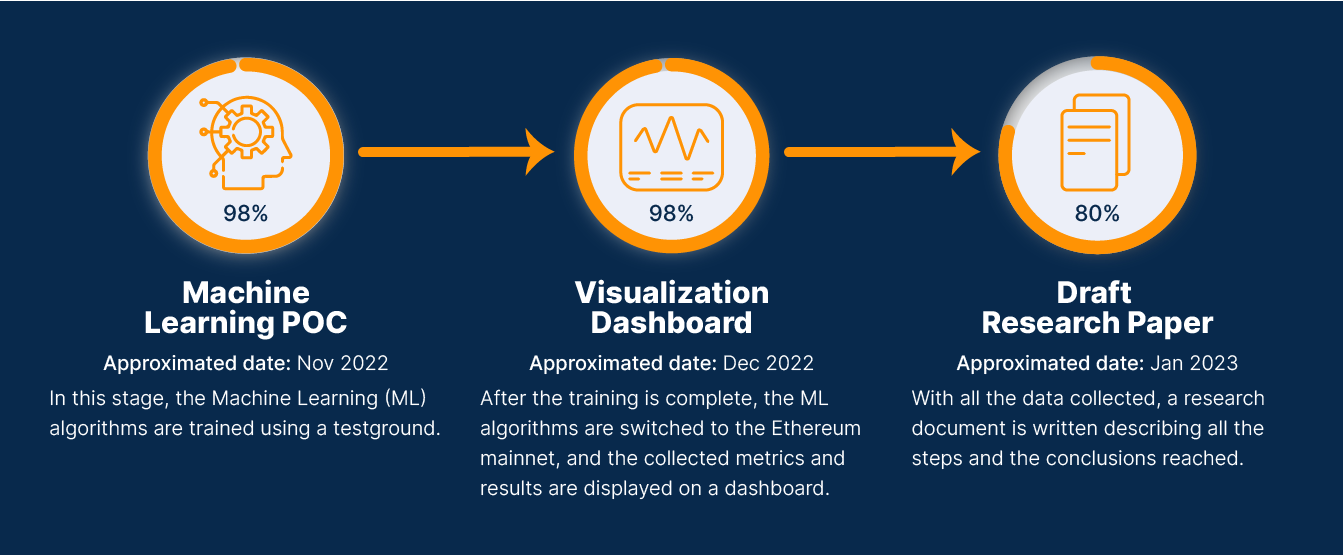 98%
Machine
Learning POC
Approximated date: Nov 2022
In this stage, the Machine Learning (ML)
algorithms are trained using a testground.
98%
Visualization
Dashboard
Approximated date: Dec 2022
After the training is complete, the ML
algorithms are switched to the Ethereum
mainnet, and the collected metrics and
results are displayed on a dashboard.
80%
Draft
Research Paper
Approximated date: Jan 2023
With all the data collected, a research
document is written describing all the
steps and the conclusions reached.